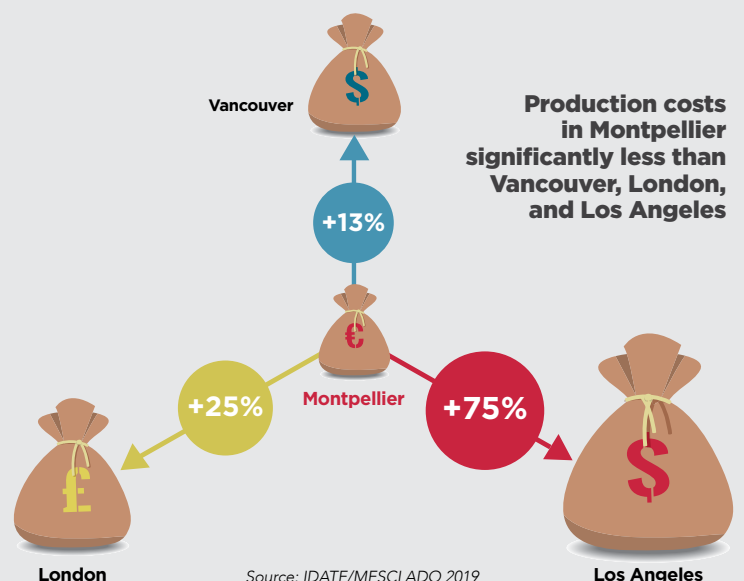 $
Vancouver
Production costs
in Montpellier
significantly less than
Vancouver, London,
and Los Angeles
+13%
€
Montpellier
+25%
+75%
£
$
London
Source: IDATE/MESCLADO 2019
Los Angeles